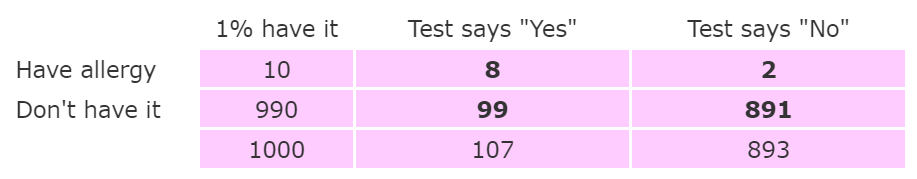 1% have it Test says "Yes" Test says "No"
Have allergy 10 8 2
Don't have it 990 99 891
1000 107 893